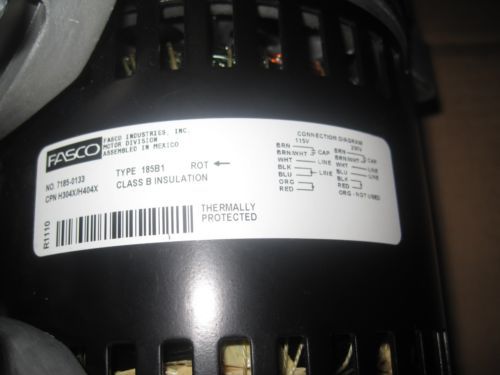 FASCO
FASCO INDUSTRIES, INC.
MOTOR DIVISION
ASSEMBLED IN MEXICO
NO. 7185-0133
CPN H304X/H404X
TYPE 185B1
ROT ←
CLASS B INSULATION
THERMALLY
PROTECTED
R1110
CONNECTION DIAGRAM
115V
BRN
BRN/WHT CAP
WHT LINE
BLK
BLU LINE
ORG
RED
230V
BRN
BRN/WHT CAP
WHT LINE
BLU
BLK LINE
RED
ORG - NOT USED